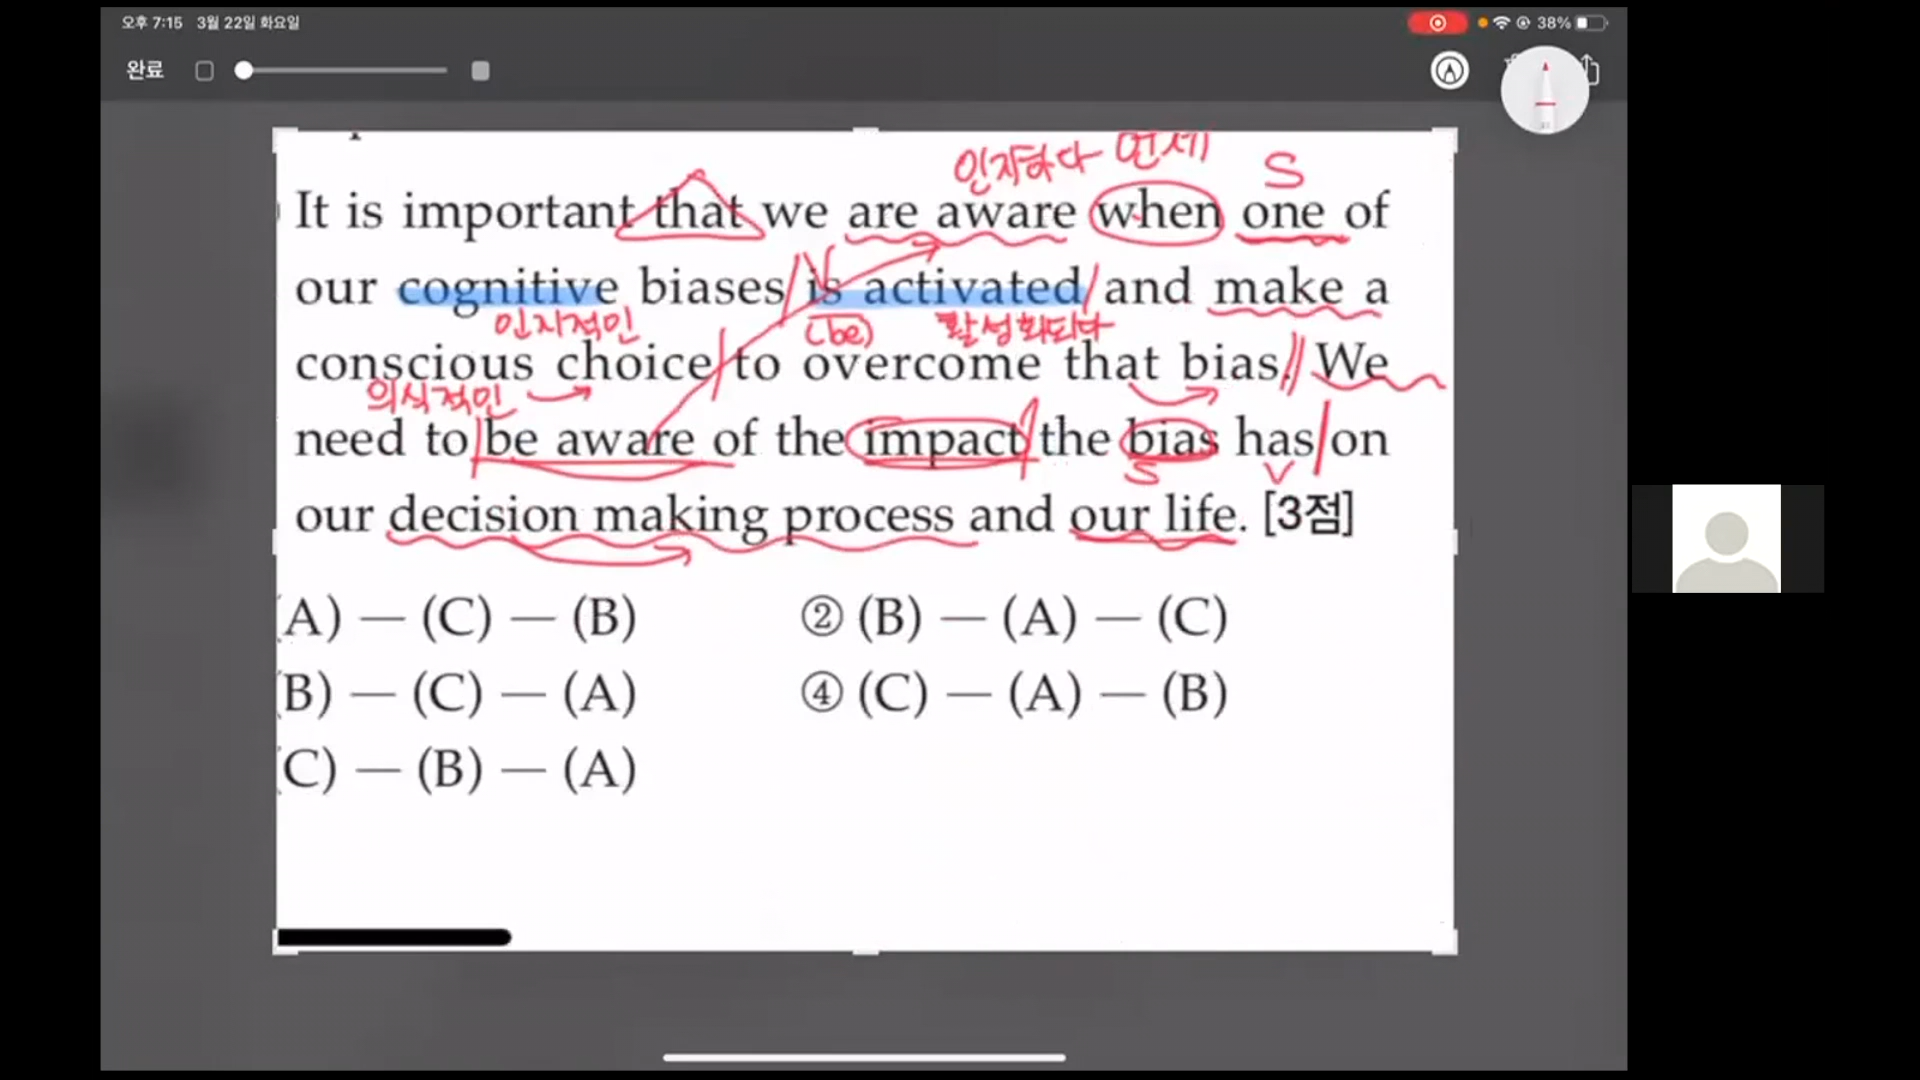 오후 7:15 3월 22일 화요일
38%
완료
인지하다 언제 S
It is important that we are aware when one of
our cognitive biases is activated and make a
인지적인 (be) 활성화되다
conscious choice to overcome that bias. We
의식적인
need to be aware of the impact the bias has on
S V
our decision making process and our life. [3점]
A) — (C) — (B) ② (B) — (A) — (C)
B) — (C) — (A) ④ (C) — (A) — (B)
C) — (B) — (A)